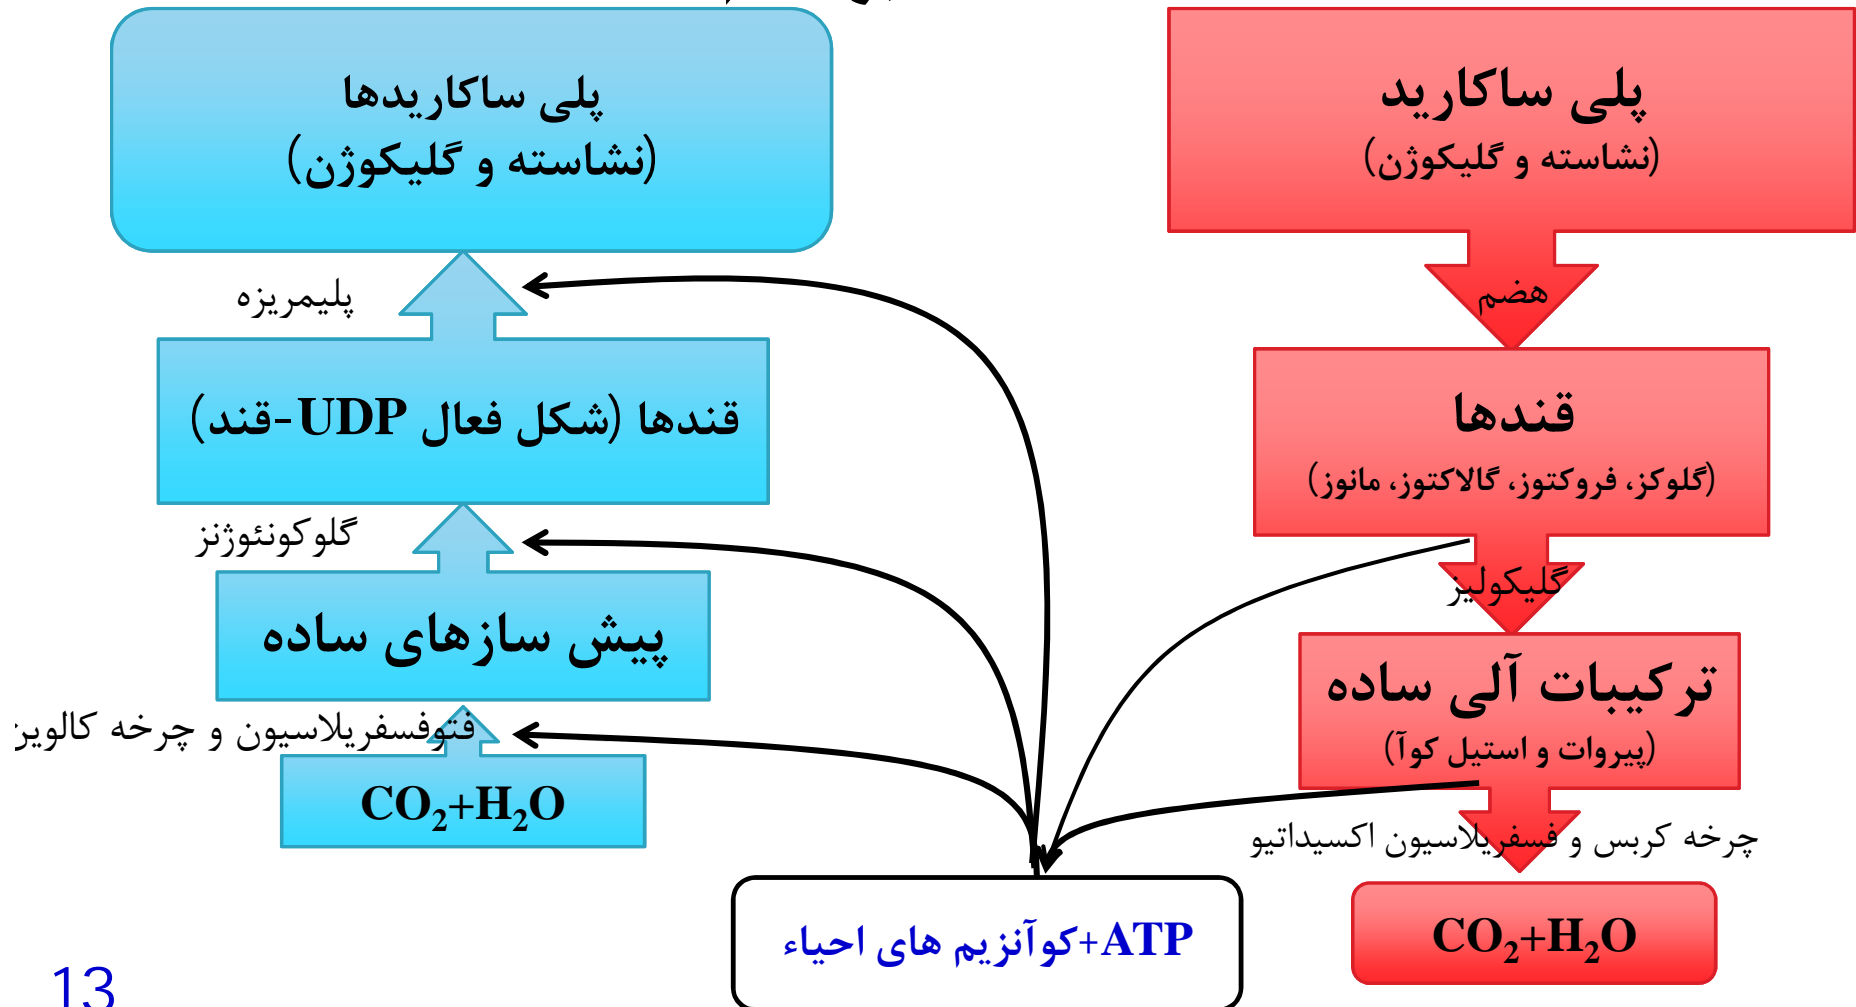 پلی ساکارید
(نشاسته و گلیکوژن)
هضم
قندها
(گلوکز، فروکتوز، گالاکتوز، مانوز)
گلیکولیز
ترکیبات آلی ساده
(پیروات و استیل کوآ)
چرخه کربس و فسفریلاسیون اکسیداتیو
CO₂+H₂O
پلی ساکاریدها
(نشاسته و گلیکوژن)
پلیمریزه
قندها (شکل فعال UDP-قند)
گلوکونئوژنز
پیش سازهای ساده
فتوفسفریلاسیون و چرخه کالوین
CO₂+H₂O
ATP+کوآنزیم های احیاء
13